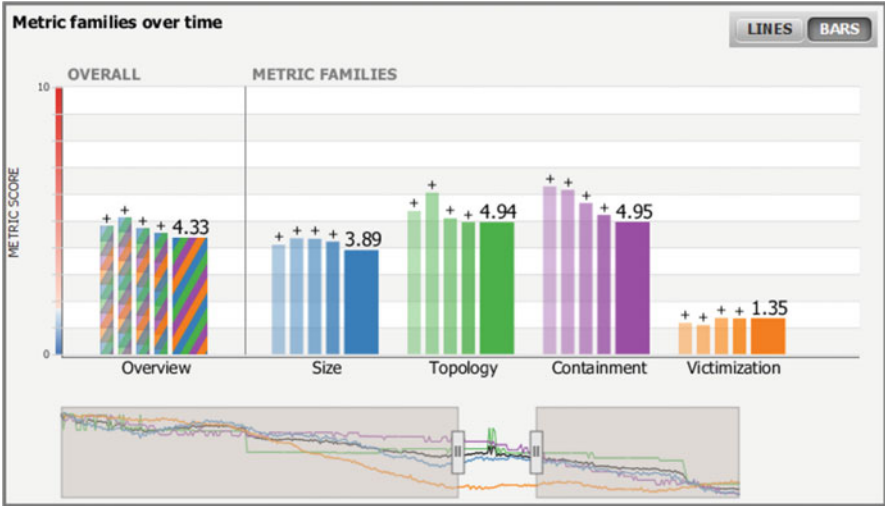 Metric families over time
LINES BARS
OVERALL METRIC FAMILIES
10
METRIC SCORE
0
+ + + + 4.33
+ + + + 3.89
+ + + + 4.94
+ + + + 4.95
+ + + + 1.35
Overview Size Topology Containment Victimization